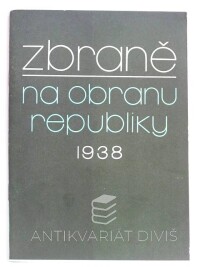 zbraně
na obranu
republiky
1938
ANTIKVARIÁT DIVIŠ